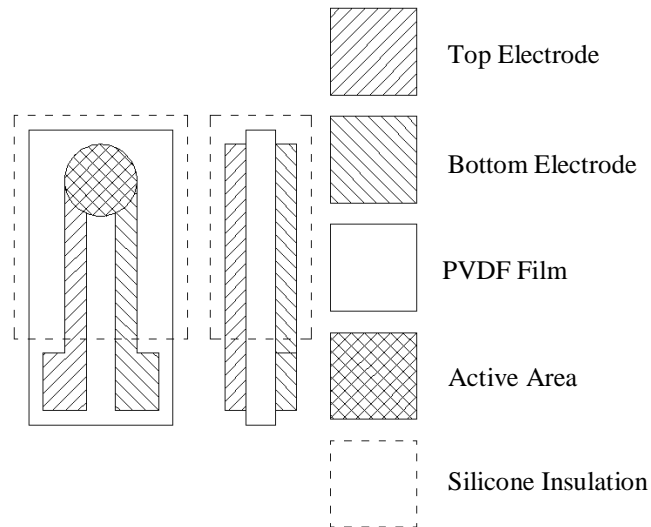 Top Electrode
Bottom Electrode
PVDF Film
Active Area
Silicone Insulation